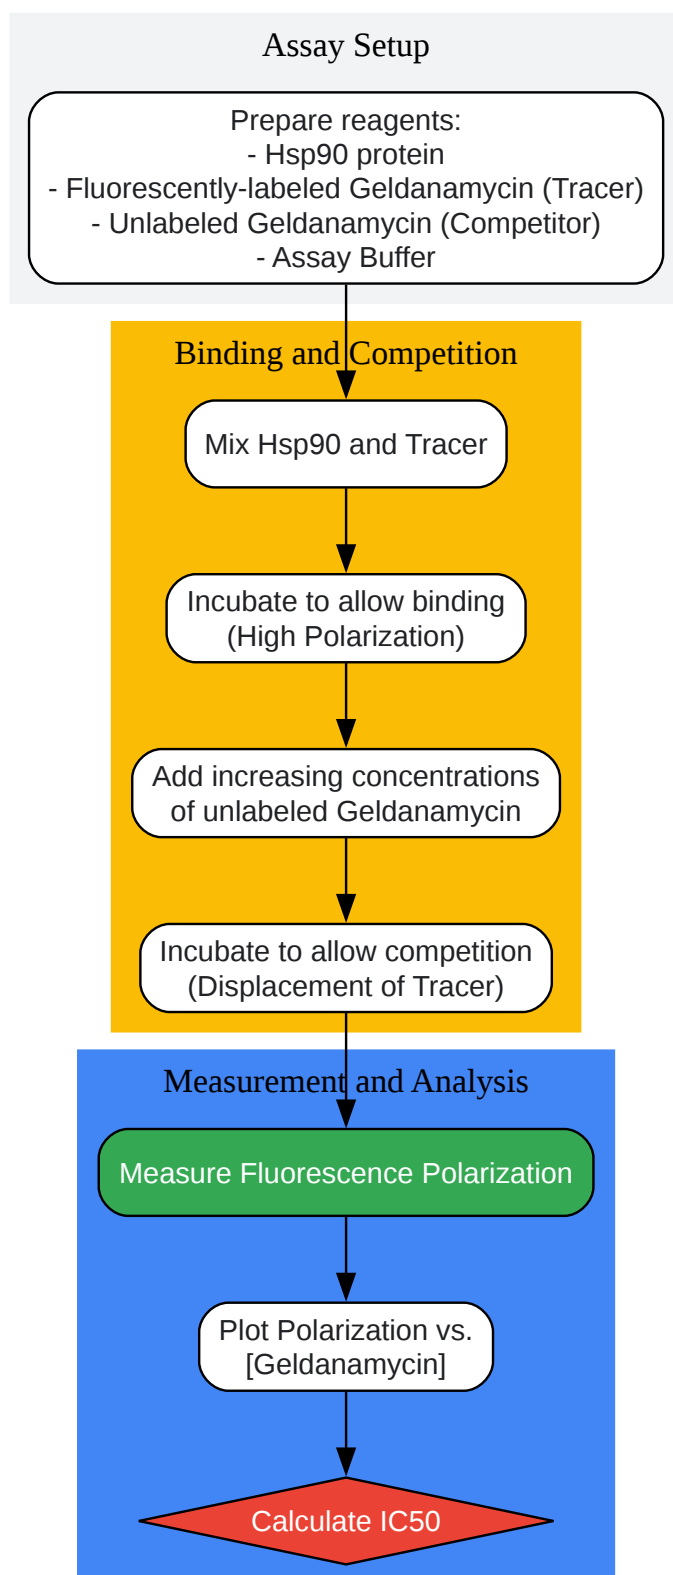 Assay Setup
Prepare reagents:
- Hsp90 protein
- Fluorescently-labeled Geldanamycin (Tracer)
- Unlabeled Geldanamycin (Competitor)
- Assay Buffer
Binding and Competition
Mix Hsp90 and Tracer
Incubate to allow binding
(High Polarization)
Add increasing concentrations
of unlabeled Geldanamycin
Incubate to allow competition
(Displacement of Tracer)
Measurement and Analysis
Measure Fluorescence Polarization
Plot Polarization vs.
[Geldanamycin]
Calculate IC50